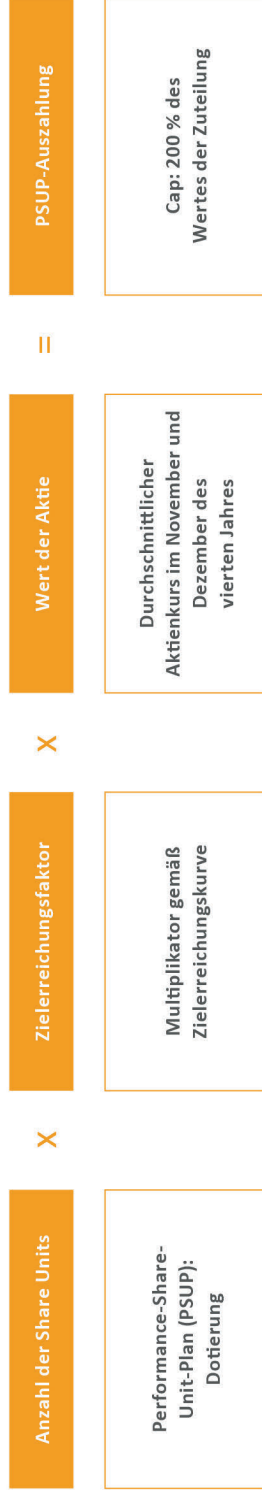 Anzahl der Share Units
X
Zielerreichungsfaktor
X
Wert der Aktie
=
PSUP-Auszahlung
Performance-Share-
Unit-Plan (PSUP):
Dotierung
Multiplikator gemäß
Zielerreichungskurve
Durchschnittlicher
Aktienkurs im November und
Dezember des
vierten Jahres
Cap: 200 % des
Wertes der Zuteilung